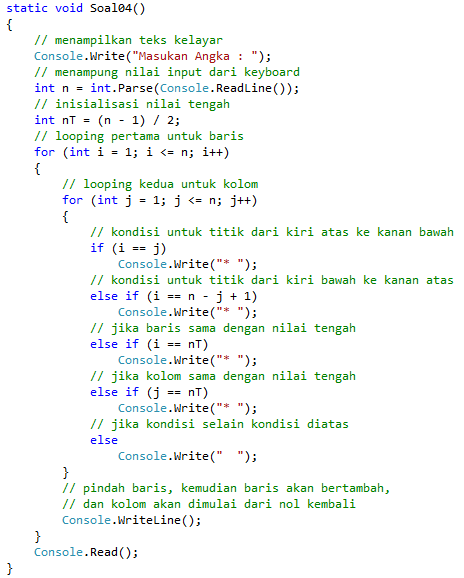 static void Soal04()
{
    // menampilkan teks kelayar
    Console.Write("Masukan Angka : ");
    // menampung nilai input dari keyboard
    int n = int.Parse(Console.ReadLine());
    // inisialisasi nilai tengah
    int nT = (n - 1) / 2;
    // looping pertama untuk baris
    for (int i = 1; i <= n; i++)
    {
        // looping kedua untuk kolom
        for (int j = 1; j <= n; j++)
        {
            // kondisi untuk titik dari kiri atas ke kanan bawah
            if (i == j)
                Console.Write("* ");
            // kondisi untuk titik dari kiri bawah ke kanan atas
            else if (i == n - j + 1)
                Console.Write("* ");
            // jika baris sama dengan nilai tengah
            else if (i == nT)
                Console.Write("* ");
            // jika kolom sama dengan nilai tengah
            else if (j == nT)
                Console.Write("* ");
            // jika kondisi selain kondisi diatas
            else
                Console.Write("  ");
        }
        // pindah baris, kemudian baris akan bertambah,
        // dan kolom akan dimulai dari nol kembali
        Console.WriteLine();
    }
    Console.Read();
}